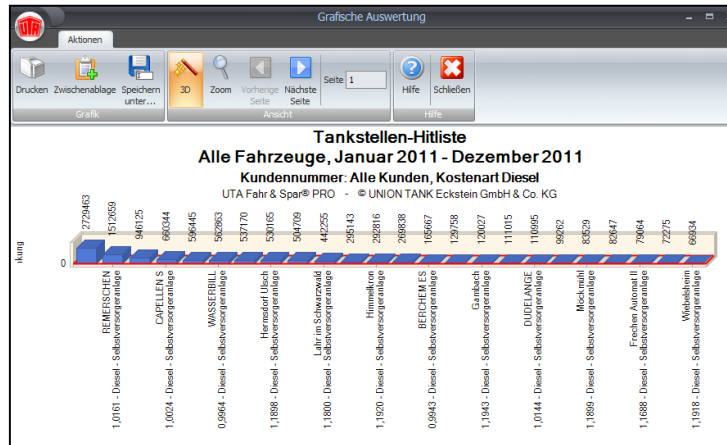 Grafische Auswertung
UTA
Aktionen
Drucken
Zwischenablage
Speichern unter...
Grafik
3D
Zoom
Vorherige Seite
Nächste Seite
Seite 1
Ansicht
Hilfe
Schließen
Hilfe
Tankstellen-Hitliste
Alle Fahrzeuge, Januar 2011 - Dezember 2011
Kundennummer: Alle Kunden, Kostenart Diesel
UTA Fahr & Spar® PRO - © UNION TANK Eckstein GmbH & Co. KG
2729463
1512659
946125
660344
596445
562863
537170
530165
504709
442255
295143
292816
269838
165667
129758
120027
111015
110995
99262
83529
82647
79064
72275
66934
ikung
0
REMERSCHEN
1,0161 - Diesel - Selbstversorgeranlage
CAPELLEN S
1,0024 - Diesel - Selbstversorgeranlage
WASSERBILL
0,9964 - Diesel - Selbstversorgeranlage
Hermsdorf Lösch
1,1898 - Diesel - Selbstversorgeranlage
Lahr im Schwarzwald
1,1800 - Diesel - Selbstversorgeranlage
Himmelkron
1,1920 - Diesel - Selbstversorgeranlage
BERCHEM ES
0,9943 - Diesel - Selbstversorgeranlage
Gambach
1,1943 - Diesel - Selbstversorgeranlage
DUDELANGE
1,0144 - Diesel - Selbstversorgeranlage
Möckmühl
1,1899 - Diesel - Selbstversorgeranlage
Frechen Automat II
1,1688 - Diesel - Selbstversorgeranlage
Wiebelsheim
1,1918 - Diesel - Selbstversorgeranlage